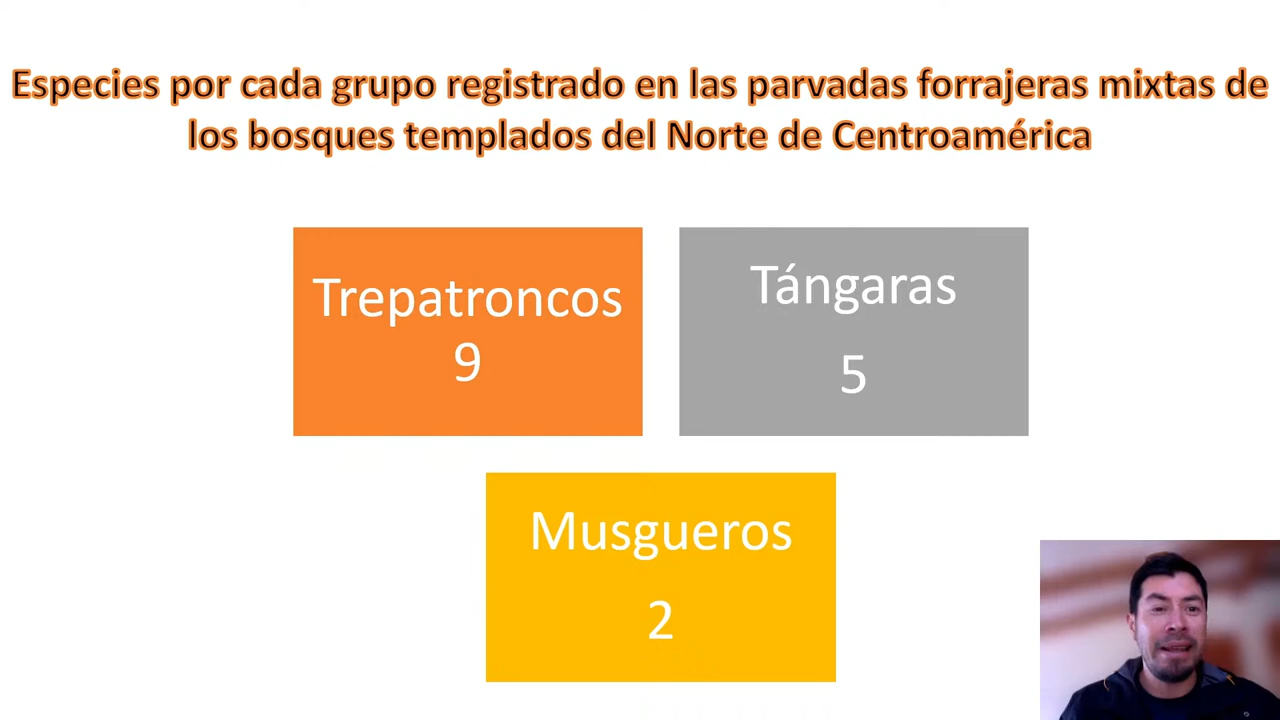 Especies por cada grupo registrado en las parvadas forrajeras mixtas de
los bosques templados del Norte de Centroamérica
Trepatroncos
9
Tángaras
5
Musgueros
2